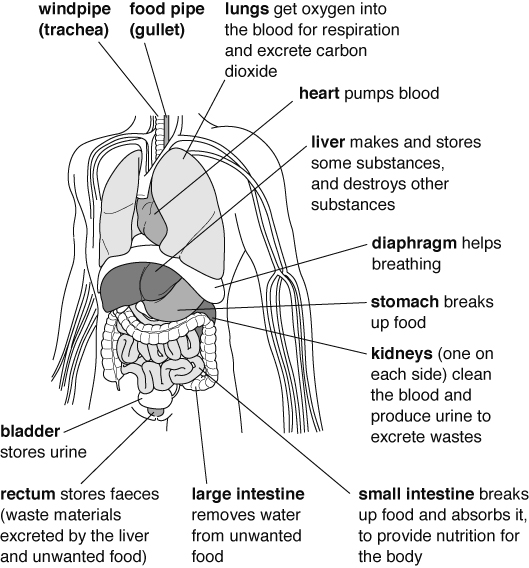 windpipe
(trachea)
food pipe
(gullet)
lungs get oxygen into
the blood for respiration
and excrete carbon
dioxide
heart pumps blood
liver makes and stores
some substances,
and destroys other
substances
diaphragm helps
breathing
stomach breaks
up food
kidneys (one on
each side) clean
the blood and
produce urine to
excrete wastes
bladder
stores urine
rectum stores faeces
(waste materials
excreted by the liver
and unwanted food)
large intestine
removes water
from unwanted
food
small intestine breaks
up food and absorbs it,
to provide nutrition for
the body